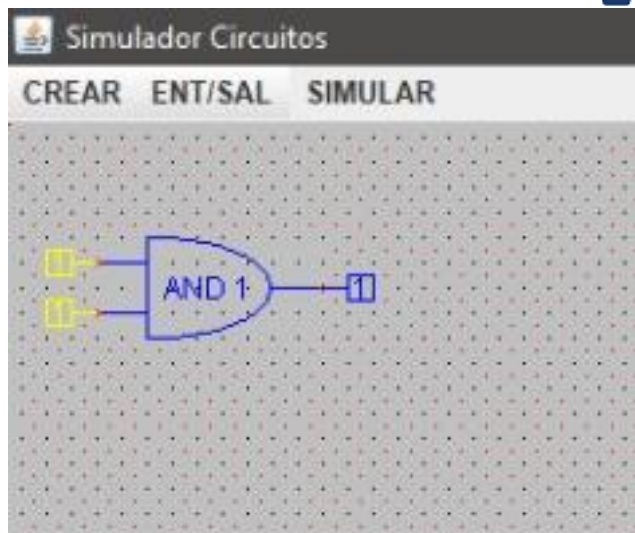 Simulador Circuitos
CREAR ENT/SAL SIMULAR
1
AND 1 1
1